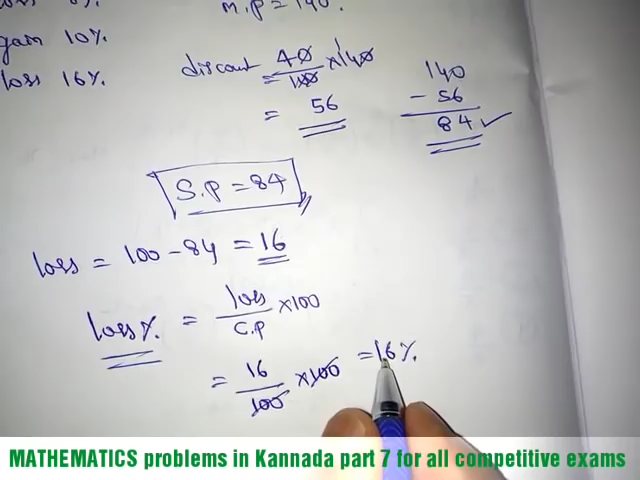 M.P = 140.
gain 10%.
loss 16%.
discount 40/100 × 140
= 56
140
- 56
84 ✓
S.P = 84
loss = 100 - 84 = 16
loss%. = loss/C.P × 100
= 16/100 × 100 = 16%.
MATHEMATICS problems in Kannada part 7 for all competitive exams